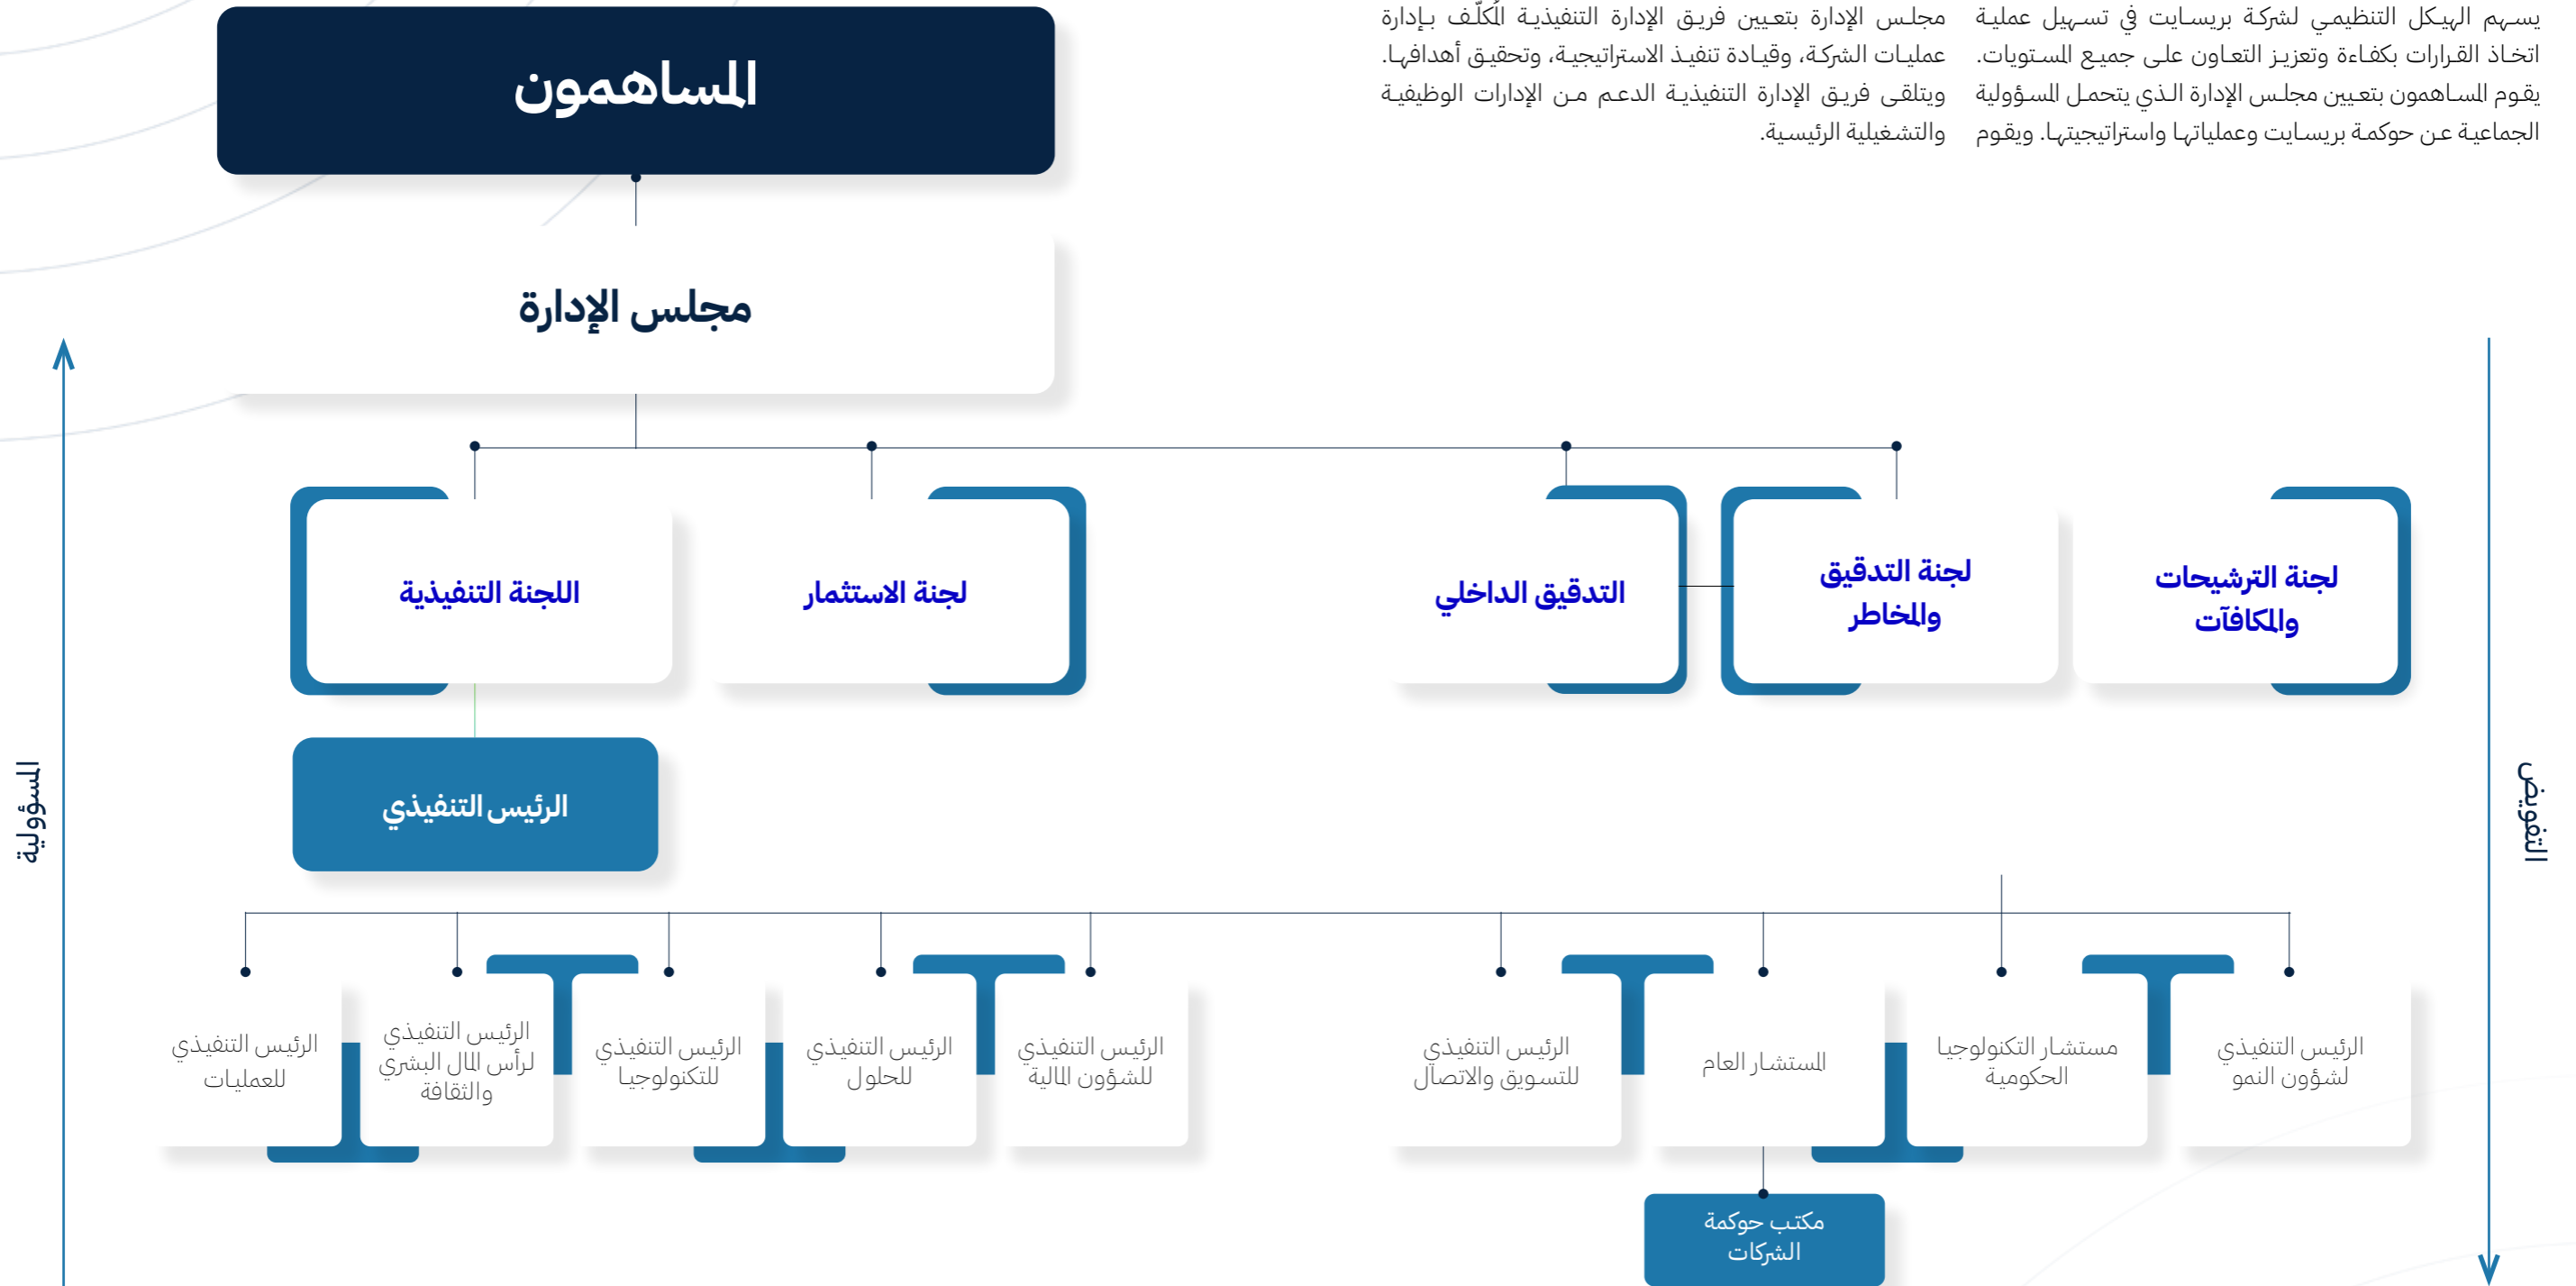 يسهم الهيكل التنظيمي لشركة بريسايت في تسهيل عملية
اتخاذ القرارات بكفاءة وتعزيز التعاون على جميع المستويات.
يقوم المساهمون بتعيين مجلس الإدارة الذي يتحمل المسؤولية
الجماعية عن حوكمة بريسايت وعملياتها واستراتيجيتها. ويقوم
مجلس الإدارة بتعيين فريق الإدارة التنفيذية المُكلّف بإدارة
عمليات الشركة، وقيادة تنفيذ الاستراتيجية، وتحقيق أهدافها.
ويتلقى فريق الإدارة التنفيذية الدعم من الإدارات الوظيفية
والتشغيلية الرئيسية.
المساهمون
مجلس الإدارة
لجنة الترشيحات
والمكافآت
لجنة التدقيق
والمخاطر
التدقيق الداخلي
لجنة الاستثمار
اللجنة التنفيذية
الرئيس التنفيذي
التفويض
المسؤولية
الرئيس التنفيذي
لشؤون النمو
مستشار التكنولوجيا
الحكومية
المستشار العام
الرئيس التنفيذي
للتسويق والاتصال
الرئيس التنفيذي
للشؤون المالية
الرئيس التنفيذي
للحلول
الرئيس التنفيذي
للتكنولوجيا
الرئيس التنفيذي
لرأس المال البشري
والثقافة
الرئيس التنفيذي
للعمليات
مكتب حوكمة
الشركات